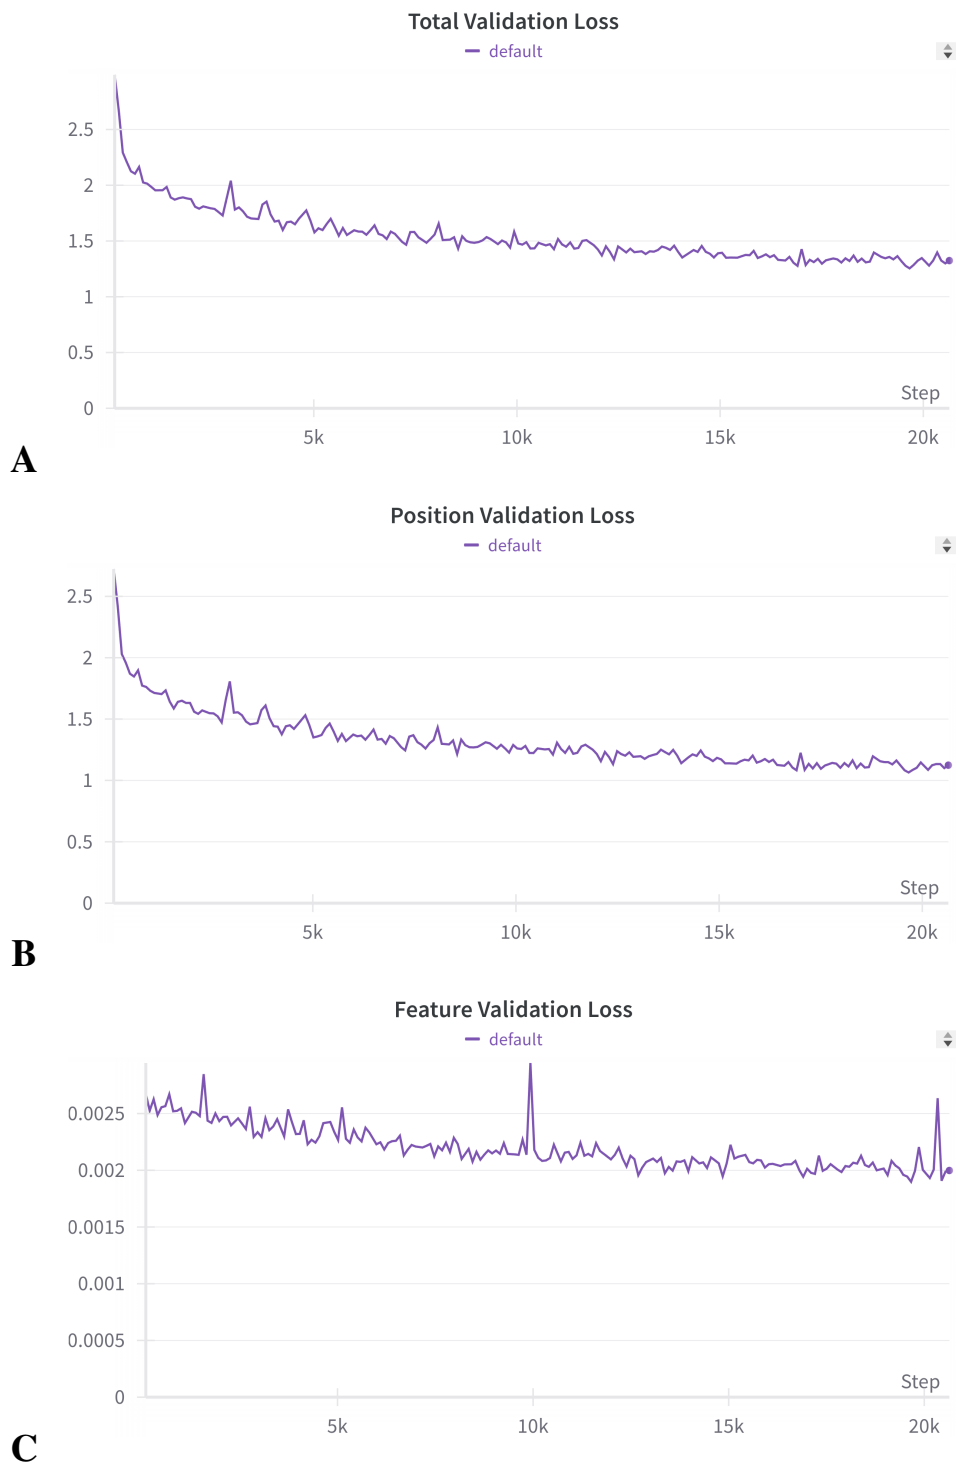 Total Validation Loss
default
2.5
2
1.5
1
0.5
0
Step
5k 10k 15k 20k
A
Position Validation Loss
default
2.5
2
1.5
1
0.5
0
Step
5k 10k 15k 20k
B
Feature Validation Loss
default
0.0025
0.002
0.0015
0.001
0.0005
0
Step
5k 10k 15k 20k
C